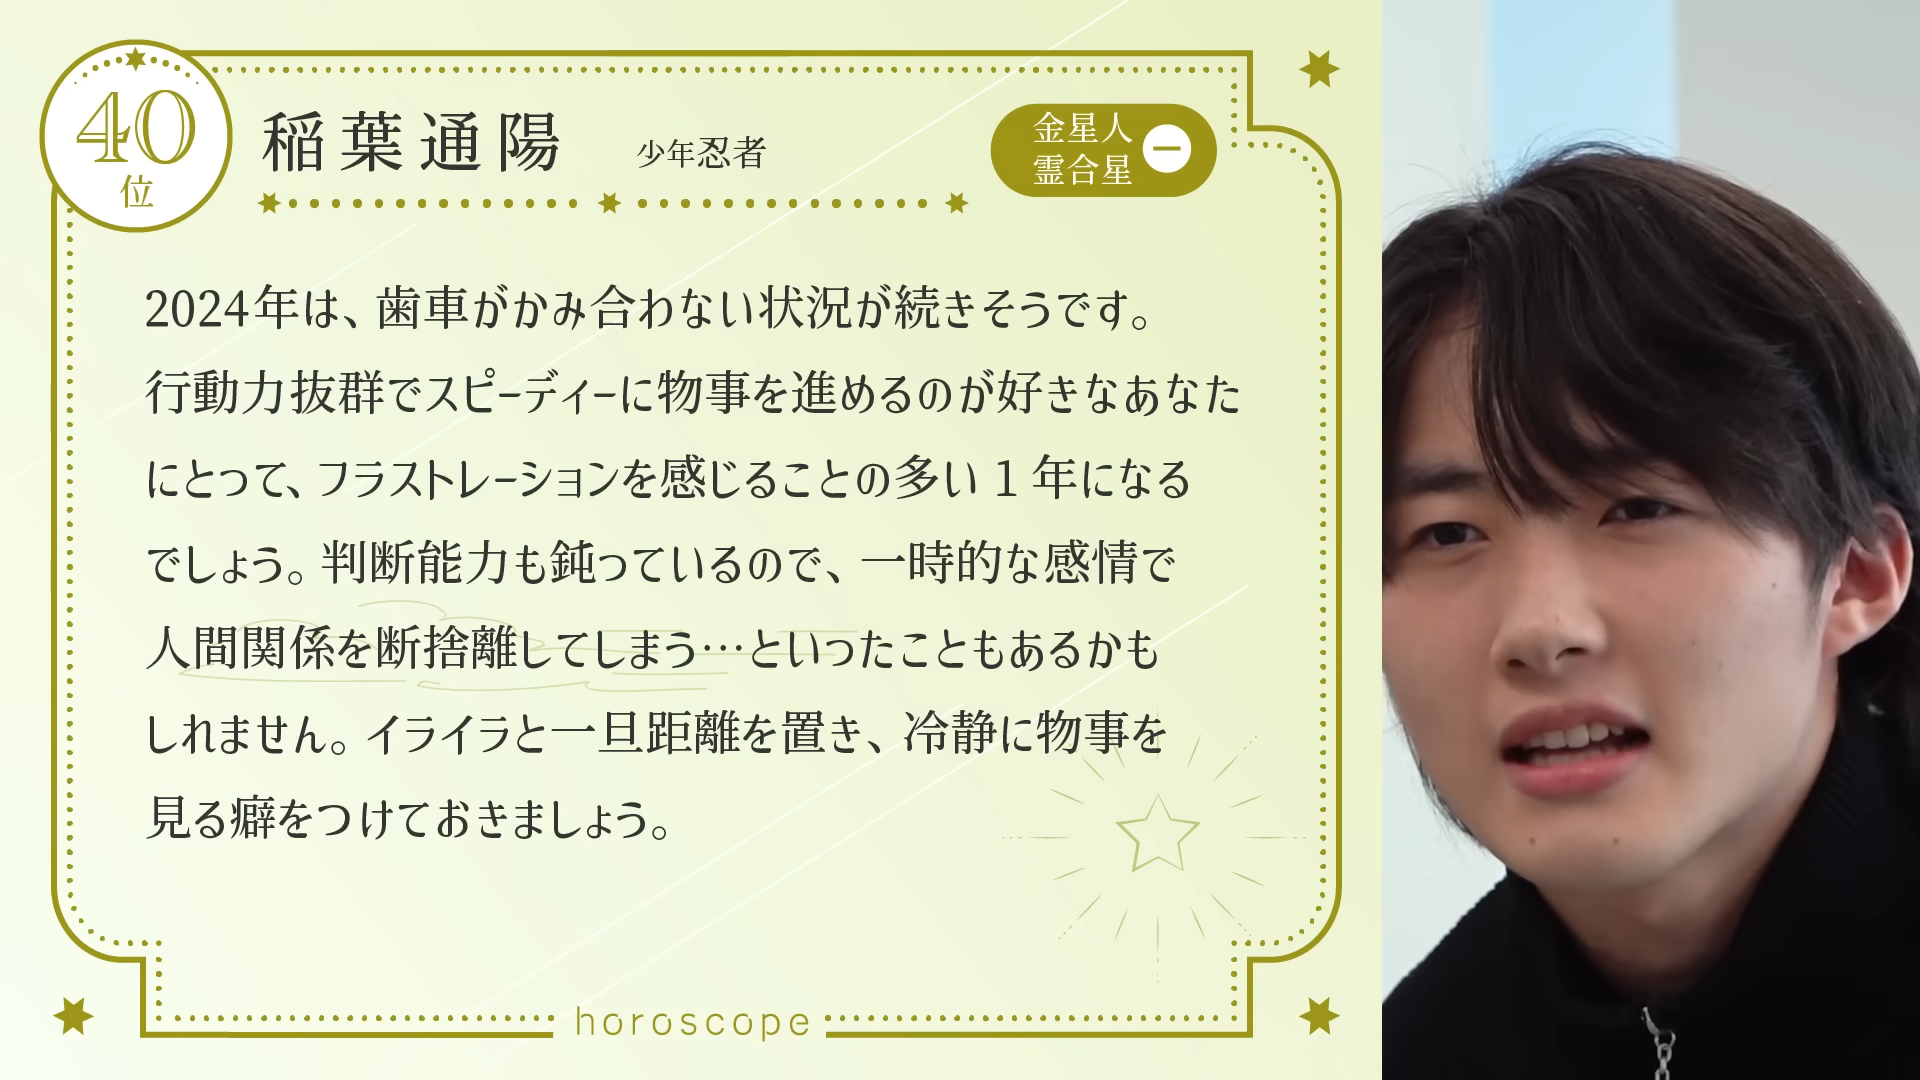 40
位
稲葉通陽 少年忍者
金星人
霊合星
2024年は、歯車がかみ合わない状況が続きそうです。
行動力抜群でスピーディーに物事を進めるのが好きなあなた
にとって、フラストレーションを感じることの多い 1 年になる
でしょう。判断能力も鈍っているので、一時的な感情で
人間関係を断捨離してしまう…といったこともあるかも
しれません。イライラと一旦距離を置き、冷静に物事を
見る癖をつけておきましょう。
horoscope